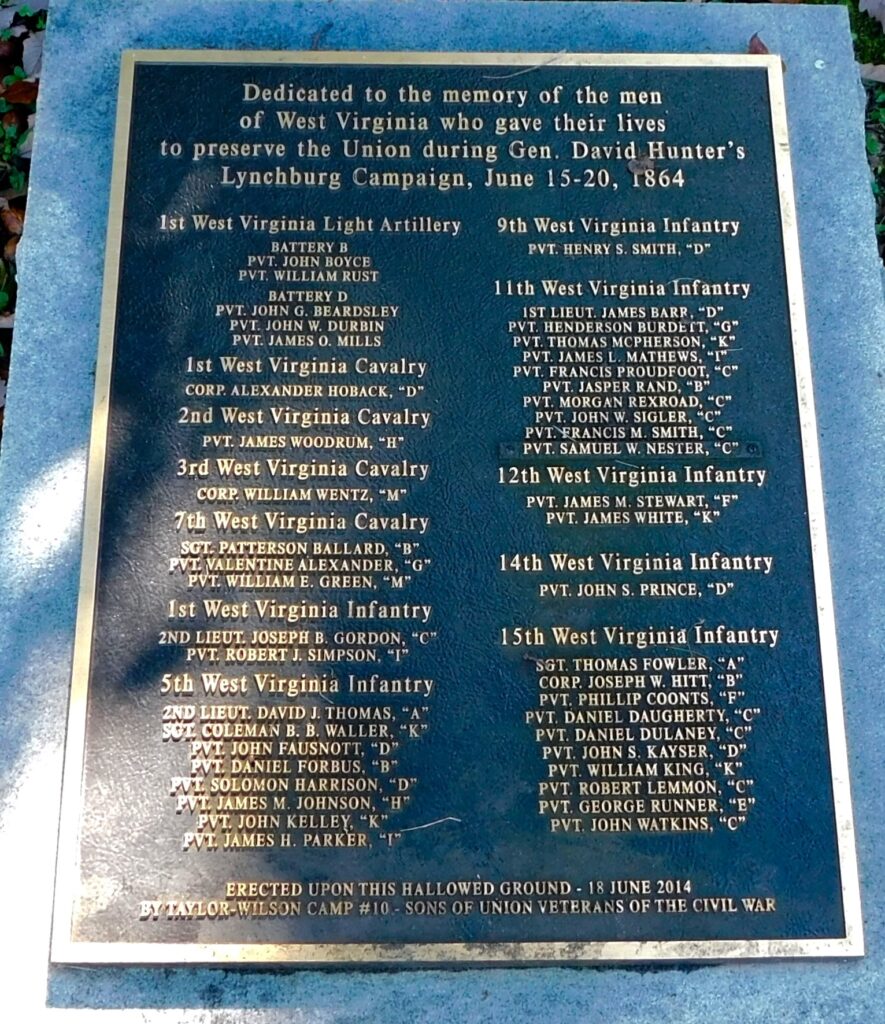 Dedicated to the memory of the men
of West Virginia who gave their lives
to preserve the Union during Gen. David Hunter's
Lynchburg Campaign, June 15-20, 1864
1st West Virginia Light Artillery
BATTERY B
PVT. JOHN BOYCE
PVT. WILLIAM RUST
BATTERY D
PVT. JOHN G. BEARDSLEY
PVT. JOHN W. DURBIN
PVT. JAMES O. MILLS
1st West Virginia Cavalry
CORP. ALEXANDER HOBACK, "D"
2nd West Virginia Cavalry
PVT. JAMES WOODRUM, "H"
3rd West Virginia Cavalry
CORP. WILLIAM WENTZ, "M"
7th West Virginia Cavalry
SGT. PATTERSON BALLARD, "B"
PVT. VALENTINE ALEXANDER, "G"
PVT. WILLIAM E. GREEN, "M"
1st West Virginia Infantry
2ND LIEUT. JOSEPH B. GORDON, "C"
PVT. ROBERT J. SIMPSON, "I"
5th West Virginia Infantry
2ND LIEUT. DAVID J. THOMAS, "A"
SGT. COLEMAN B. B. WALLER, "K"
PVT. JOHN FAUSNOTT, "D"
PVT. DANIEL FORBUS, "B"
PVT. SOLOMON HARRISON, "D"
PVT. JAMES M. JOHNSON, "H"
PVT. JOHN KELLEY, "K"
PVT. JAMES H. PARKER, "I"
9th West Virginia Infantry
PVT. HENRY S. SMITH, "D"
11th West Virginia Infantry
1ST LIEUT. JAMES BARR, "D"
PVT. HENDERSON BURDETT, "G"
PVT. THOMAS MCPHERSON, "K"
PVT. JAMES L. MATHEWS, "I"
PVT. FRANCIS PROUDFOOT, "C"
PVT. JASPER RAND, "B"
PVT. MORGAN REXROAD, "C"
PVT. JOHN W. SIGLER, "C"
PVT. FRANCIS M. SMITH, "C"
PVT. SAMUEL W. NESTER, "C"
12th West Virginia Infantry
PVT. JAMES M. STEWART, "F"
PVT. JAMES WHITE, "K"
14th West Virginia Infantry
PVT. JOHN S. PRINCE, "D"
15th West Virginia Infantry
SGT. THOMAS FOWLER, "A"
CORP. JOSEPH W. HITT, "B"
PVT. PHILLIP COONTS, "F"
PVT. DANIEL DAUGHERTY, "C"
PVT. DANIEL DULANEY, "C"
PVT. JOHN S. KAYSER, "D"
PVT. WILLIAM KING, "K"
PVT. ROBERT LEMMON, "C"
PVT. GEORGE RUNNER, "E"
PVT. JOHN WATKINS, "C"
ERECTED UPON THIS HALLOWED GROUND - 18 JUNE 2014
BY TAYLOR-WILSON CAMP #10 - SONS OF UNION VETERANS OF THE CIVIL WAR